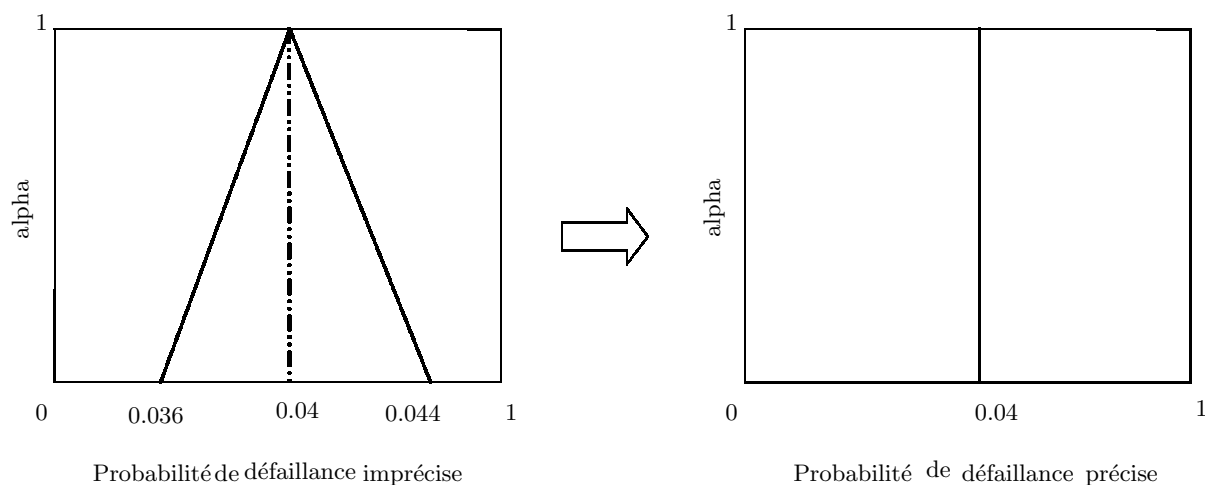 1
alpha
0
0.036
0.04
0.044
1
Probabilité de défaillance imprécise
1
alpha
0
0.04
1
Probabilité de défaillance précise